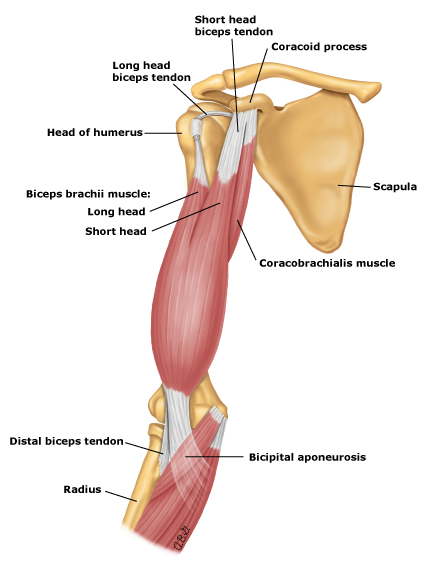 Short head
biceps tendon
Coracoid process
Long head
biceps tendon
Head of humerus
Scapula
Biceps brachii muscle:
Long head
Short head
Coracobrachialis muscle
Distal biceps tendon
Bicipital aponeurosis
Radius